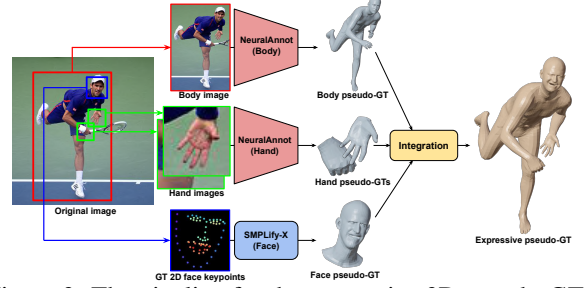 NeuralAnnot
(Body)
Body image
Body pseudo-GT
NeuralAnnot
(Hand)
Integration
Hand images
Hand pseudo-GTs
Original image
SMPLify-X
(Face)
Expressive pseudo-GT
GT 2D face keypoints
Face pseudo-GT